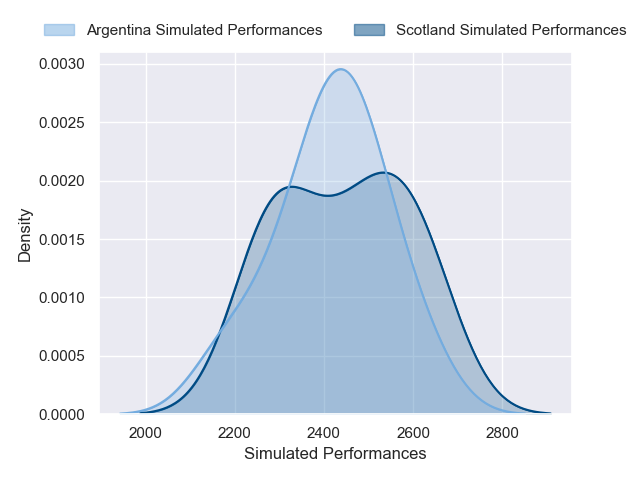 Argentina Simulated Performances Scotland Simulated Performances
0.0030
0.0025
0.0020
0.0015
0.0010
0.0005
0.0000
Density
2000 2200 2400 2600 2800
Simulated Performances